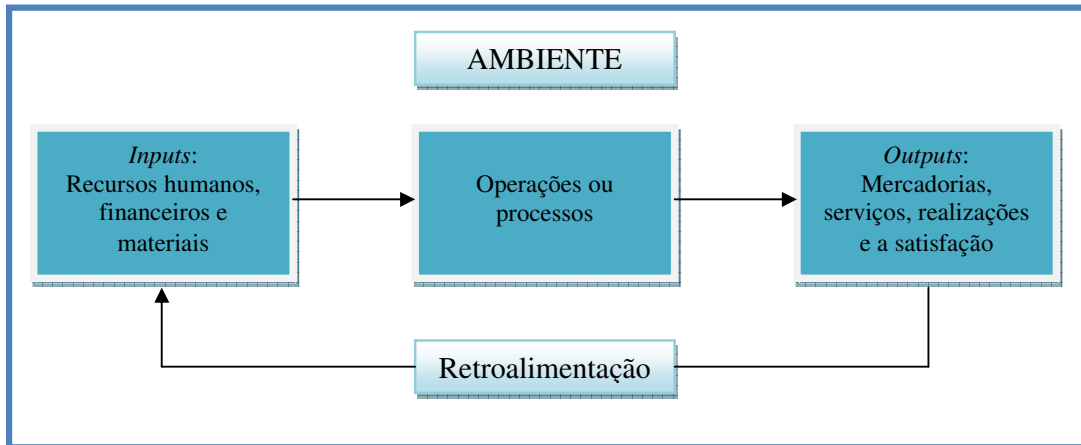 AMBIENTE
Inputs:
Recursos humanos,
financeiros e
materiais
Operações ou
processos
Outputs:
Mercadorias,
serviços, realizações
e a satisfação
Retroalimentação